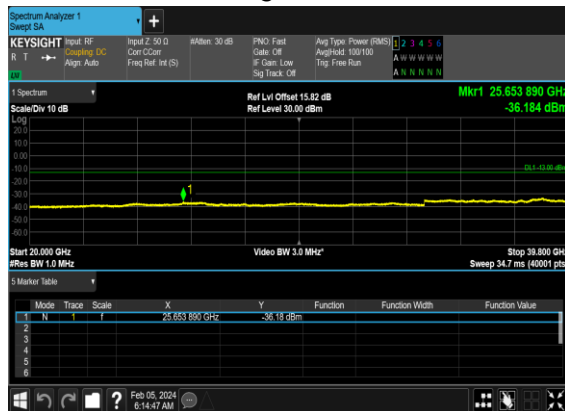 Spectrum Analyzer 1
Swept SA
+
KEYSIGHT Input: RF Input Z: 50 Ω #Atten: 30 dB PNO: Fast Avg Type: Power (RMS) 1 2 3 4 5 6
R T Coupling: DC Corr CCorr Gate: Off Avg|Hold: 100/100 A W W W W W
Align: Auto Freq Ref: Int (S) IF Gain: Low Trig: Free Run
LW Sig Track: Off A N N N N N
1 Spectrum Ref Lvl Offset 15.82 dB Mkr1 25.653 890 GHz
Scale/Div 10 dB Ref Level 30.00 dBm -36.184 dBm
Log
20.0
10.0
0.00
-10.0 DL1 -13.00 dBm
-20.0
-30.0 1
-40.0
-50.0
-60.0
Start 20.000 GHz Video BW 3.0 MHz* Stop 39.800 GHz
#Res BW 1.0 MHz Sweep 34.7 ms (40001 pts)
5 Marker Table
Mode Trace Scale X Y Function Function Width Function Value
1 N 1 f 25.653 890 GHz -36.18 dBm
2
3
4
5
6
? Feb 05, 2024
6:14:47 AM